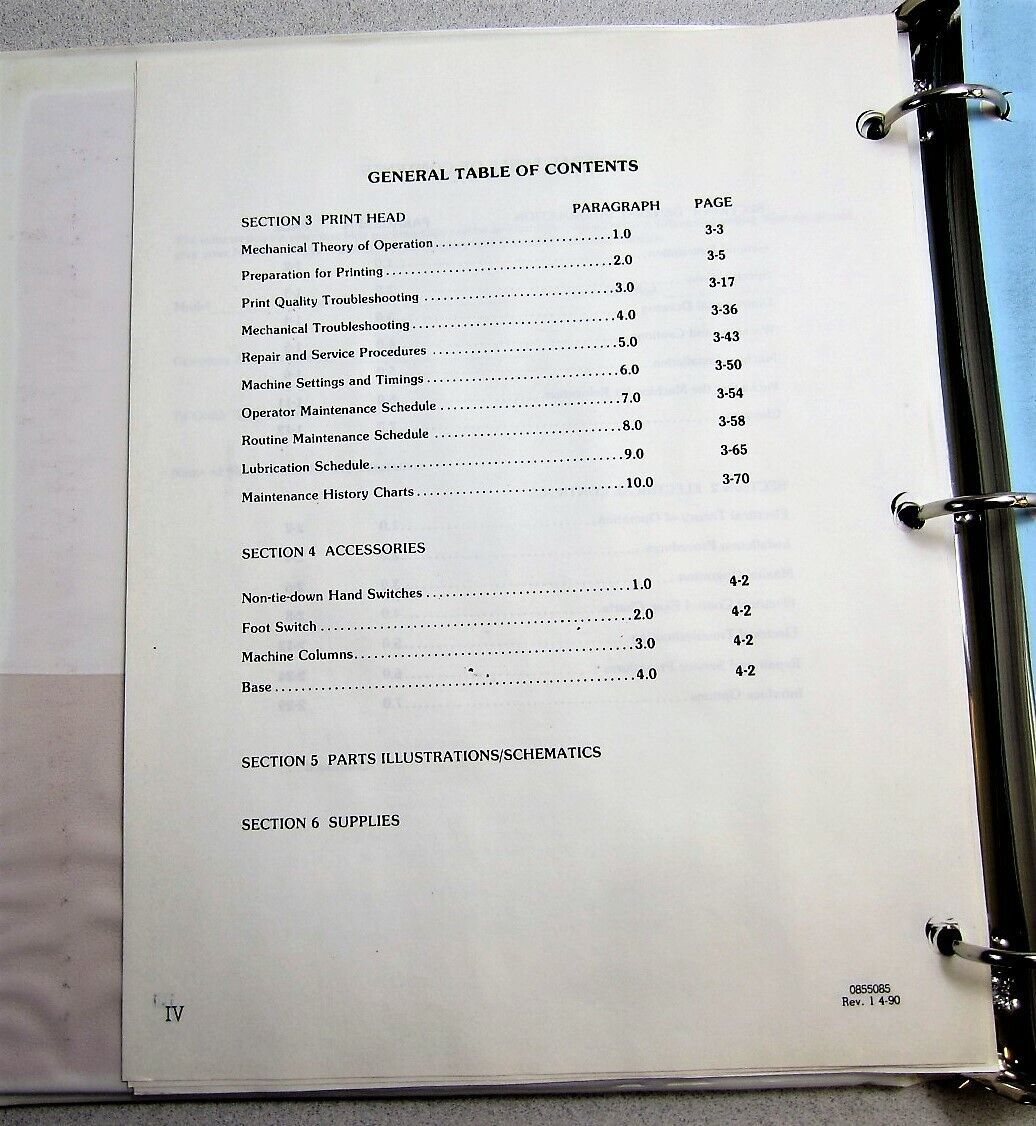 GENERAL TABLE OF CONTENTS
SECTION 3 PRINT HEAD PARAGRAPH PAGE
Mechanical Theory of Operation 1.0 3-3
Preparation for Printing 2.0 3-5
Print Quality Troubleshooting 3.0 3-17
Mechanical Troubleshooting 4.0 3-36
Repair and Service Procedures 5.0 3-43
Machine Settings and Timings 6.0 3-50
Operator Maintenance Schedule 7.0 3-54
Routine Maintenance Schedule 8.0 3-58
Lubrication Schedule 9.0 3-65
Maintenance History Charts 10.0 3-70
SECTION 4 ACCESSORIES
Non-tie-down Hand Switches 1.0 4-2
Foot Switch 2.0 4-2
Machine Columns 3.0 4-2
Base 4.0 4-2
SECTION 5 PARTS ILLUSTRATIONS/SCHEMATICS
SECTION 6 SUPPLIES
IV
0855085
Rev. 1 4-90